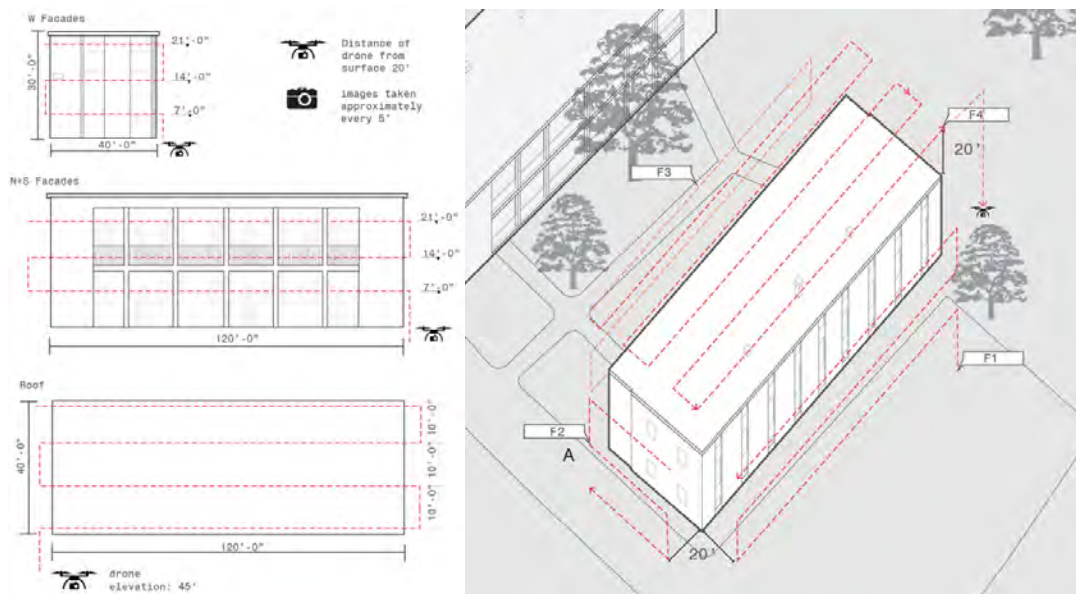 W Facades
21'-0"
14'-0"
7'-0"
30'-0"
40'-0"
Distance of
drone from
surface 20'
images taken
approximately
every 5'
N+S Facades
21'-0"
14'-0"
7'-0"
120'-0"
Roof
40'-0"
10'-0"
10'-0"
10'-0"
120'-0"
drone
elevation: 45'
F3
F4
20'
F1
F2
A
20'